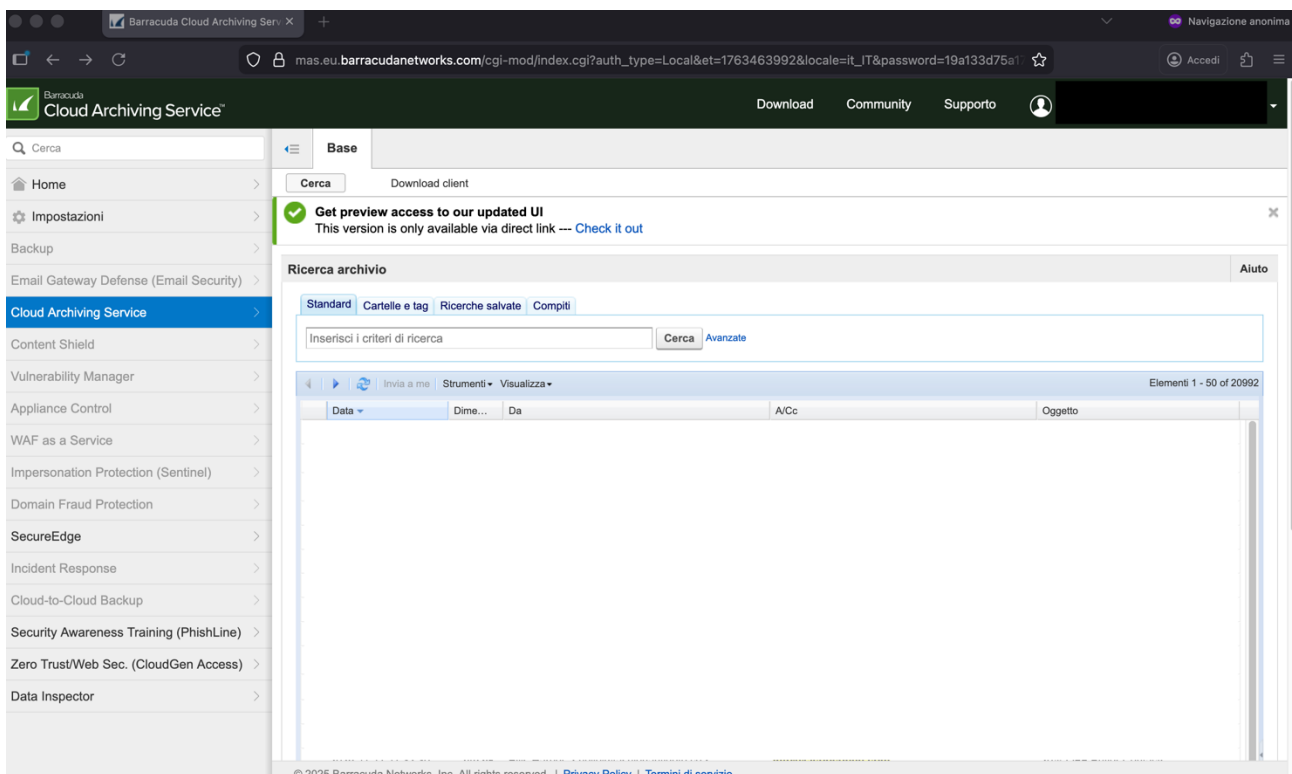 Barracuda Cloud Archiving Serv
Navigazione anonima
mas.eu.barracudanetworks.com/cgi-mod/index.cgi?auth_type=Local&et=1763463992&locale=it_IT&password=19a133d75a1
Accedi
Barracuda
Cloud Archiving Service™
Download Community Supporto
Cerca
Home
Impostazioni
Backup
Email Gateway Defense (Email Security)
Cloud Archiving Service
Content Shield
Vulnerability Manager
Appliance Control
WAF as a Service
Impersonation Protection (Sentinel)
Domain Fraud Protection
SecureEdge
Incident Response
Cloud-to-Cloud Backup
Security Awareness Training (PhishLine)
Zero Trust/Web Sec. (CloudGen Access)
Data Inspector
Base
Cerca Download client
Get preview access to our updated UI
This version is only available via direct link --- Check it out
Ricerca archivio Aiuto
Standard Cartelle e tag Ricerche salvate Compiti
Inserisci i criteri di ricerca Cerca Avanzate
Invia a me Strumenti Visualizza Elementi 1 - 50 of 20992
Data Dime... Da A/Cc Oggetto
© 2025 Barracuda Networks, Inc. All rights reserved. | Privacy Policy | Termini di servizio